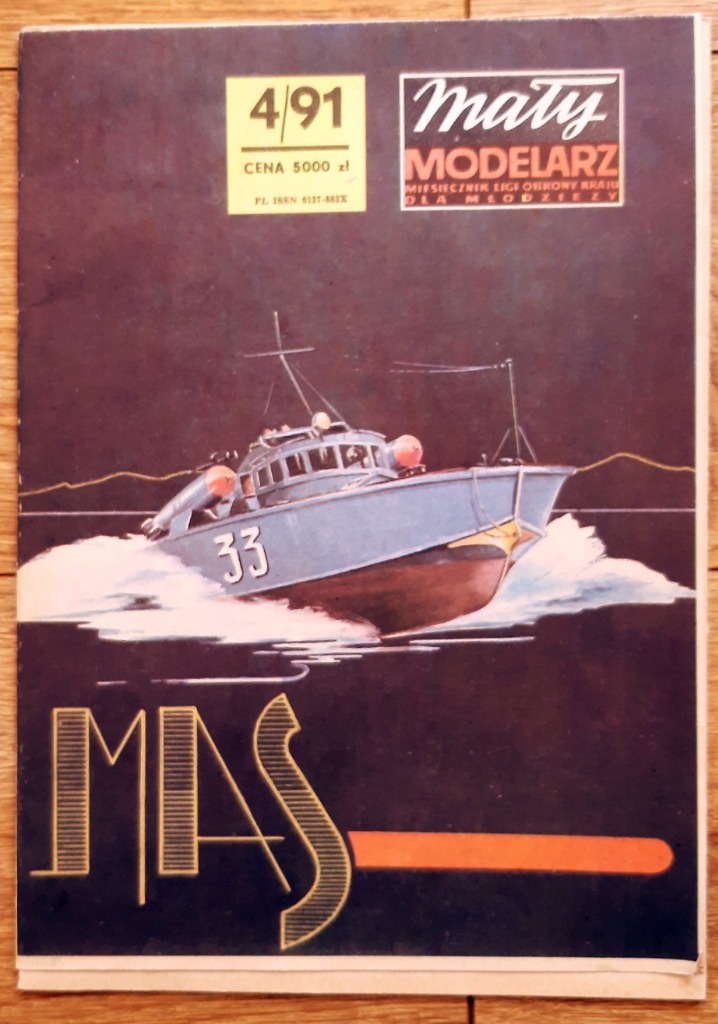 4/91
CENA 5000 zł
PL ISSN 0137-883X
Mały
MODELARZ
MIESIĘCZNIK LIGI OBRONY KRAJU
DLA MŁODZIEŻY
33
MAS